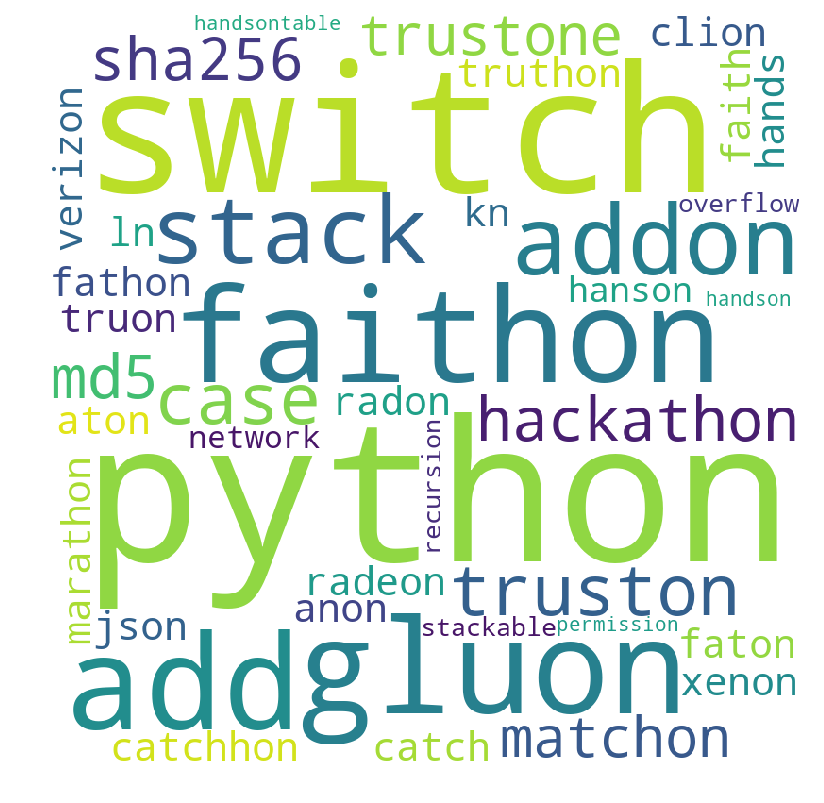 handsontable
sha256
trustone
clion
switch
truthon
faith
hands
verizon
ln
stack
kn
addon
overflow
fathon
faithon
hanson
handson
truon
md5
case
radon
hackathon
aton
network
python
recursion
marathon
radeon
truston
json
anon
add
gluon
stackable
permission
faton
xenon
catchhon
catch
matchon